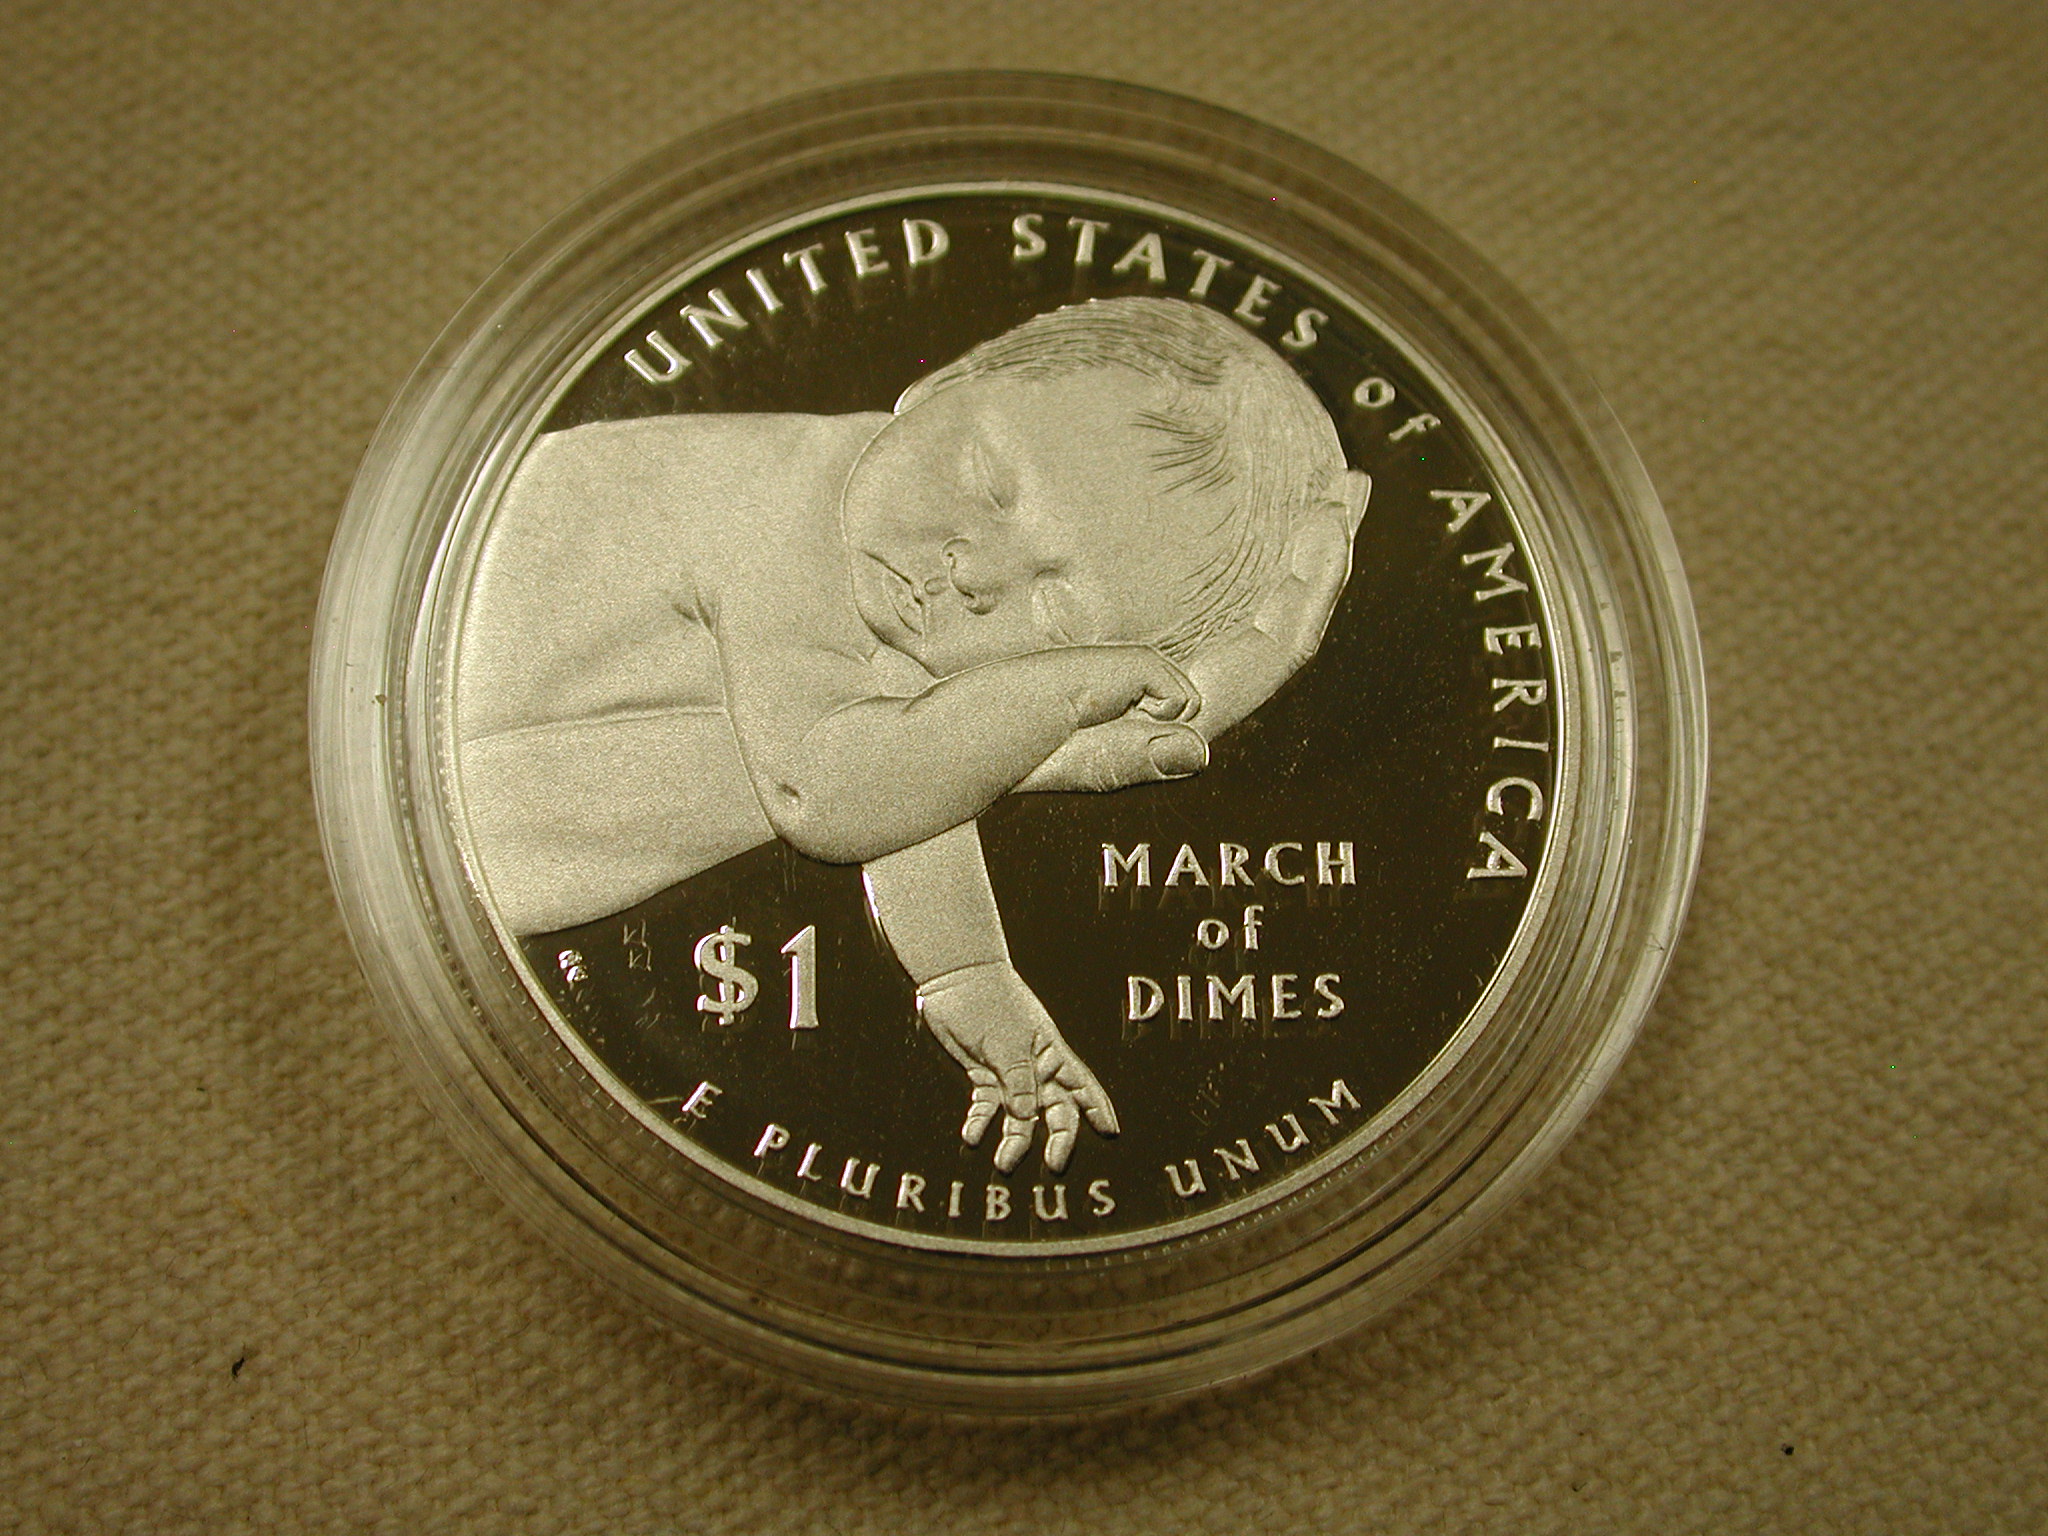 UNITED STATES of AMERICA
$1
MARCH
of
DIMES
E PLURIBUS UNUM